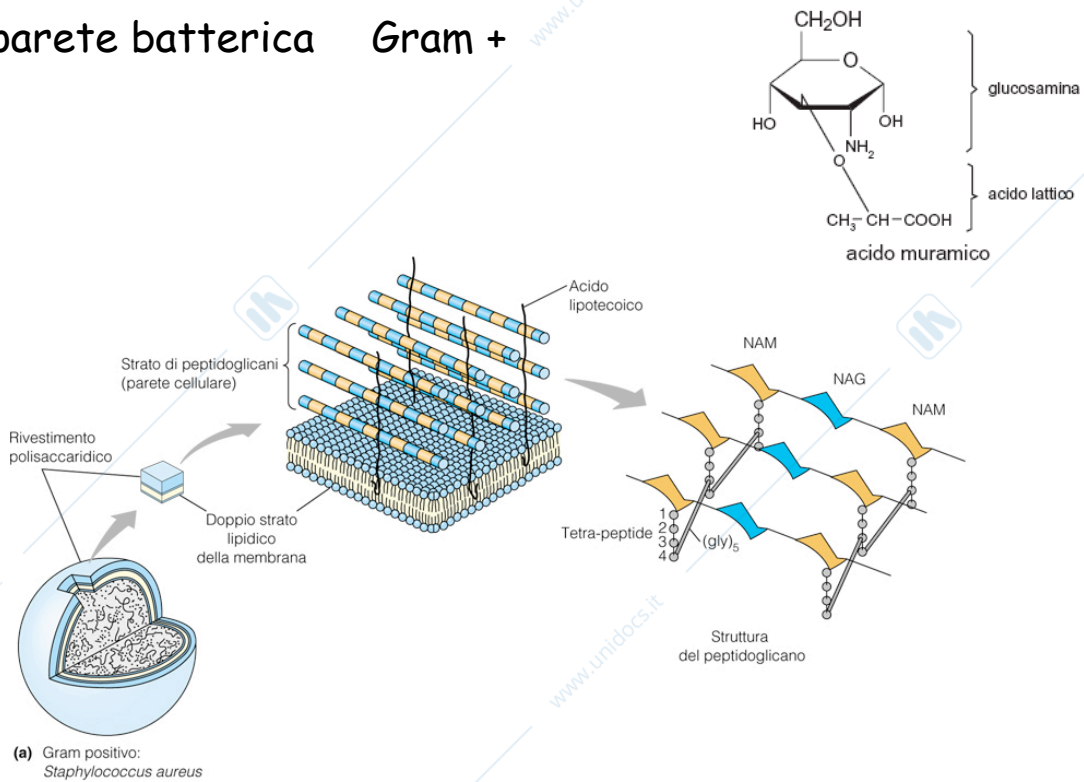 parete batterica Gram +
CH2OH
O
HO
OH
NH2
O
glucosamina
CH3-CH-COOH
acido lattico
acido muramico
Acido
lipotecoico
Strato di peptidoglicani
(parete cellulare)
Rivestimento
polisaccaridico
Doppio strato
lipidico
della membrana
NAM
NAG
NAM
Tetra-peptide
1
2
3
4
(gly)5
Struttura
del peptidoglicano
(a) Gram positivo:
Staphylococcus aureus
www.unidocs.it